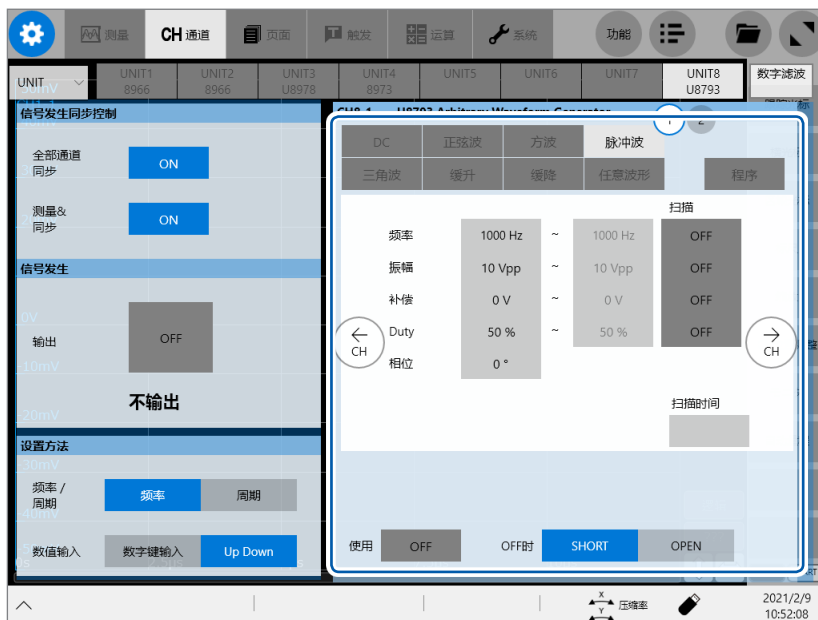 测量 CH 通道 页面 触发 运算 系统 功能
UNIT UNIT1 UNIT2 UNIT3 UNIT4 UNIT5 UNIT6 UNIT7 UNIT8 数字滤波
8966 8966 U8978 8973 U8793
信号发生同步控制
CH8-1 U8793 Arbitrary Waveform Generator
1 2
DC 正弦波 方波 脉冲波
三角波 缓升 缓降 任意波形 程序
全部通道
同步
ON
测量&
同步
ON
扫描
频率 1000 Hz ~ 1000 Hz OFF
振幅 10 Vpp ~ 10 Vpp OFF
补偿 0 V ~ 0 V OFF
Duty 50 % ~ 50 % OFF
相位 0 °
← CH
→ CH
扫描时间
信号发生
0V
输出 OFF
-10mV
不输出
-20mV
设置方法
-30mV
频率 /
周期
频率 周期
-40mV
数值输入 数字键输入 Up Down
0s
使用 OFF OFF时 SHORT OPEN
X
Y
压缩率
2021/2/9
10:52:08